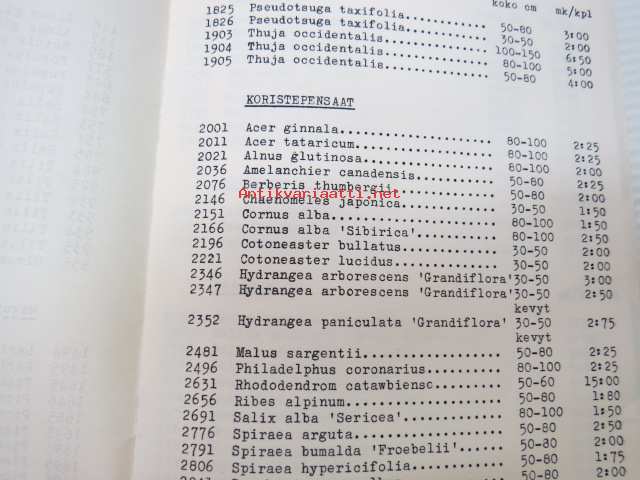 koko cm mk/kpl
1825 Pseudotsuga taxifolia............ 50-80 3:00
1826 Pseudotsuga taxifolia............ 30-50 2:00
1903 Thuja occidentalis............... 100-150 6:50
1904 Thuja occidentalis............... 80-100 5:00
1905 Thuja occidentalis............... 50-80 4:00
KORISTEPENSAAT
2001 Acer ginnala.................... 80-100 2:25
2011 Acer tataricum.................. 80-100 2:25
2021 Alnus glutinosa................. 80-100 2:00
2036 Amelanchier canadensis.......... 50-80 2:25
2076 Berberis thumbergii............. 50-80 2:00
Antikvariaatti.net
2146 Chaenomeles japonica............ 30-50 1:50
2151 Cornus alba..................... 80-100 1:50
2166 Cornus alba 'Sibirica'.......... 80-100 2:50
2196 Cotoneaster bullatus............ 30-50 2:00
2221 Cotoneaster lucidus............. 30-50 2:00
2346 Hydrangea arborescens 'Grandiflora' 30-50 3:00
2347 Hydrangea arborescens 'Grandiflora' 30-50 2:50
kevyt
2352 Hydrangea paniculata 'Grandiflora' 30-50 2:75
kevyt
2481 Malus sargentii................. 50-80 2:25
2496 Philadelphus coronarius......... 80-100 2:25
2631 Rhododendrom catawbiense........ 50-60 15:00
2656 Ribes alpinum................... 50-80 1:80
2691 Salix alba 'Sericea'............ 80-100 1:50
2776 Spiraea arguta.................. 50-80 2:50
2791 Spiraea bumalda 'Froebelii'..... 50-80 2:00
2806 Spiraea hypericifolia........... 50-80 1:75
50-80 2:00